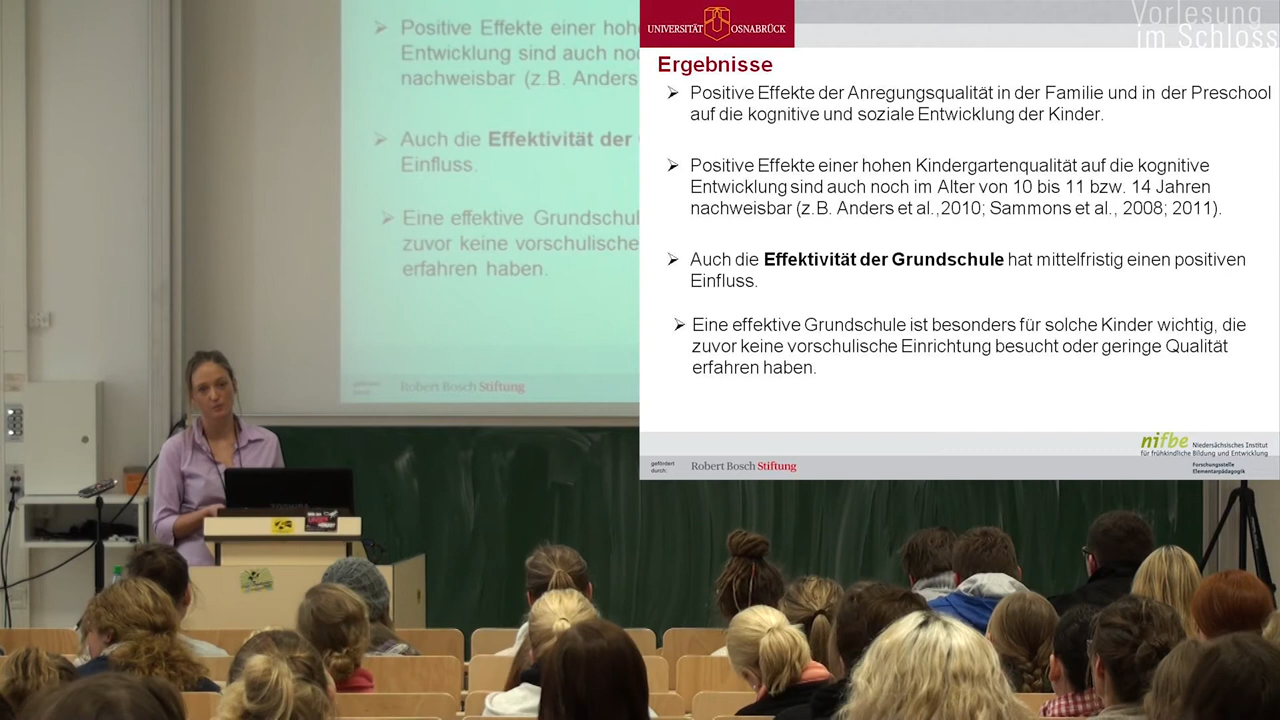 Positive Effekte einer hohen
Entwicklung sind auch noch
nachweisbar (z.B. Anders
Auch die Effektivität der
Einfluss.
Eine effektive Grundschul
zuvor keine vorschulische
erfahren haben.
Robert Bosch Stiftung
UNIVERSITÄT OSNABRÜCK
Vorlesung
im Schloss
Ergebnisse
Positive Effekte der Anregungsqualität in der Familie und in der Preschool
auf die kognitive und soziale Entwicklung der Kinder.
Positive Effekte einer hohen Kindergartenqualität auf die kognitive
Entwicklung sind auch noch im Alter von 10 bis 11 bzw. 14 Jahren
nachweisbar (z.B. Anders et al.,2010; Sammons et al., 2008; 2011).
Auch die Effektivität der Grundschule hat mittelfristig einen positiven
Einfluss.
Eine effektive Grundschule ist besonders für solche Kinder wichtig, die
zuvor keine vorschulische Einrichtung besucht oder geringe Qualität
erfahren haben.
nifbe Niedersächsisches Institut
für frühkindliche Bildung und Entwicklung
Forschungsstelle
Elementarpädagogik
gefördert
durch:
Robert Bosch Stiftung
TOSHIBA